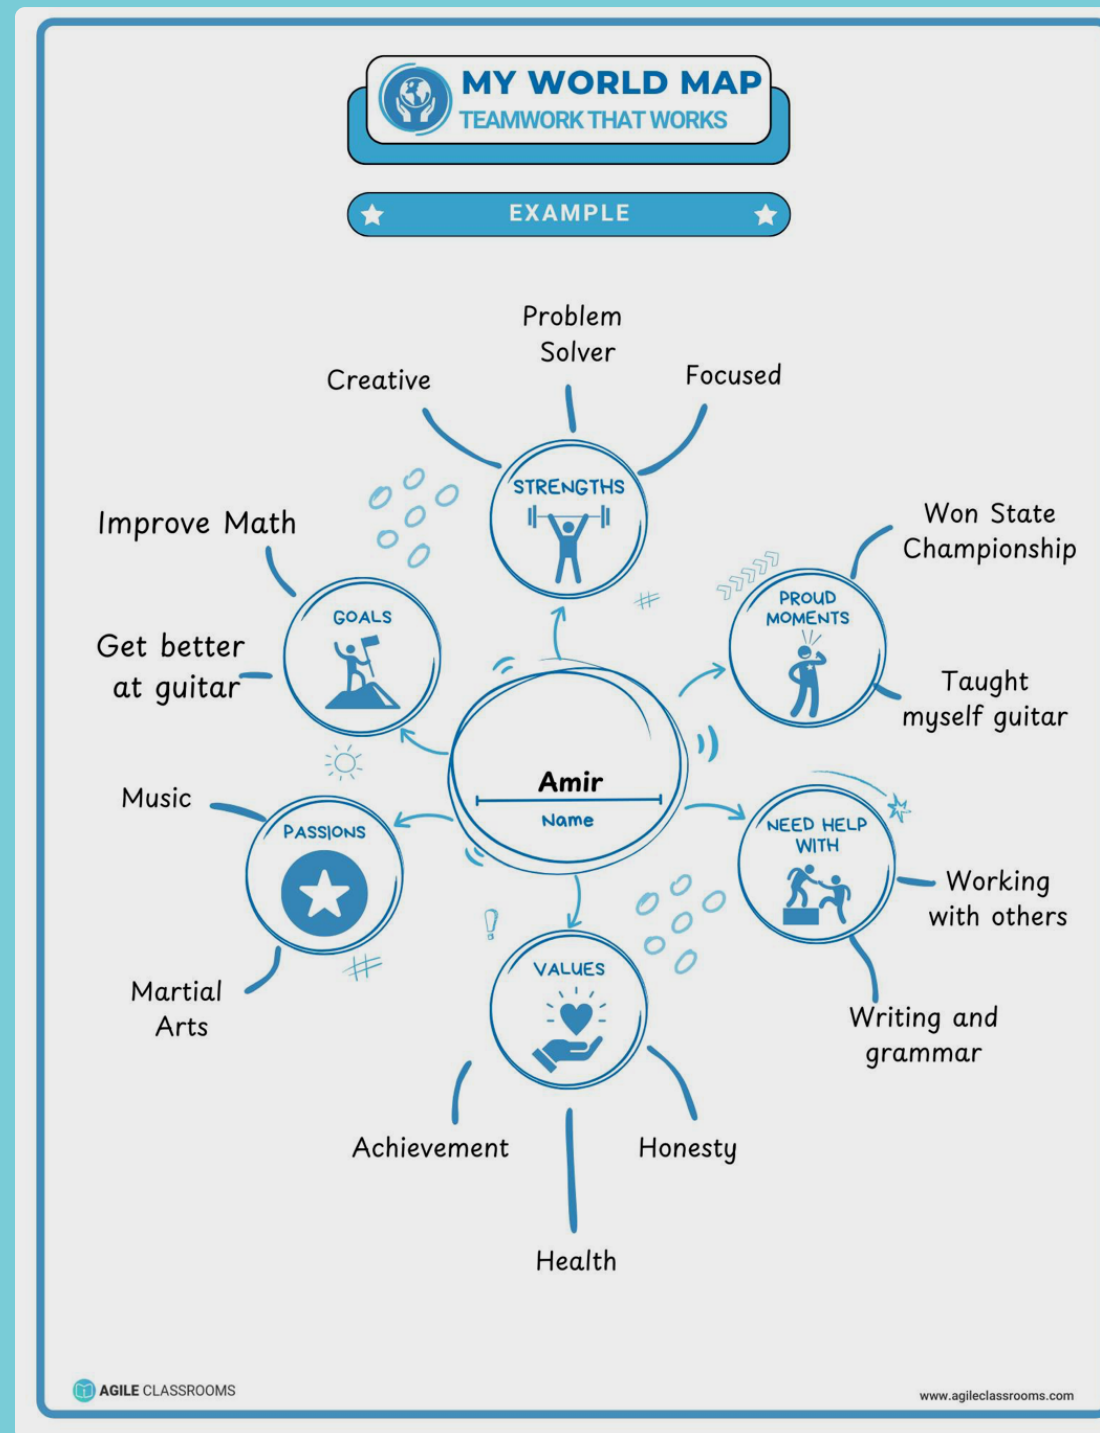 MY WORLD MAP
TEAMWORK THAT WORKS
EXAMPLE
Problem
Solver
Creative
Focused
STRENGTHS
Improve Math
Get better
at guitar
GOALS
Won State
Championship
Taught
myself guitar
PROUD
MOMENTS
Amir
Name
Music
PASSIONS
Martial
Arts
NEED HELP
WITH
Working
with others
Writing and
grammar
VALUES
Achievement
Honesty
Health
AGILE CLASSROOMS
www.agileclassrooms.com